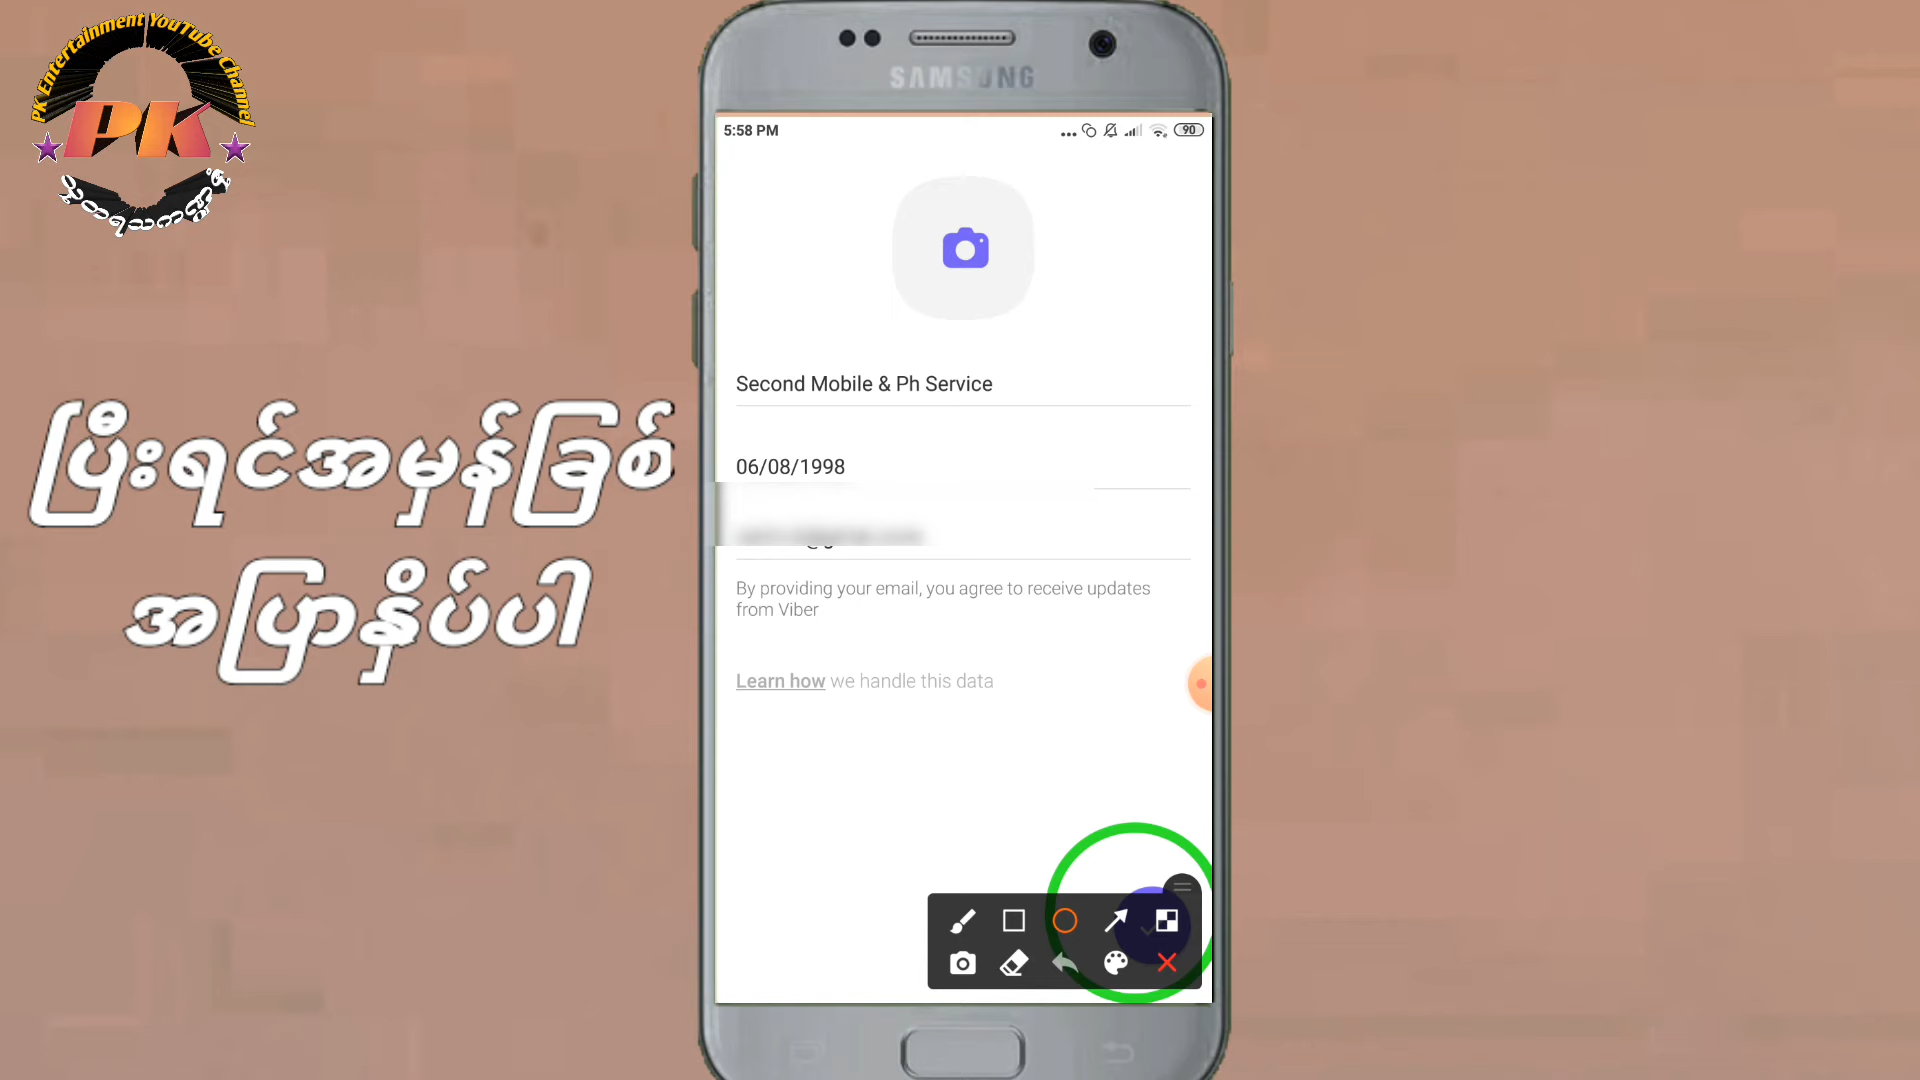 PK Entertainment YouTube Channel
PK
SAMSUNG
5:58 PM
90
Second Mobile & Ph Service
06/08/1998
By providing your email, you agree to receive updates
from Viber
Learn how we handle this data
ပြီးရင်အမှန်ခြစ်
အပြာနှိပ်ပါ